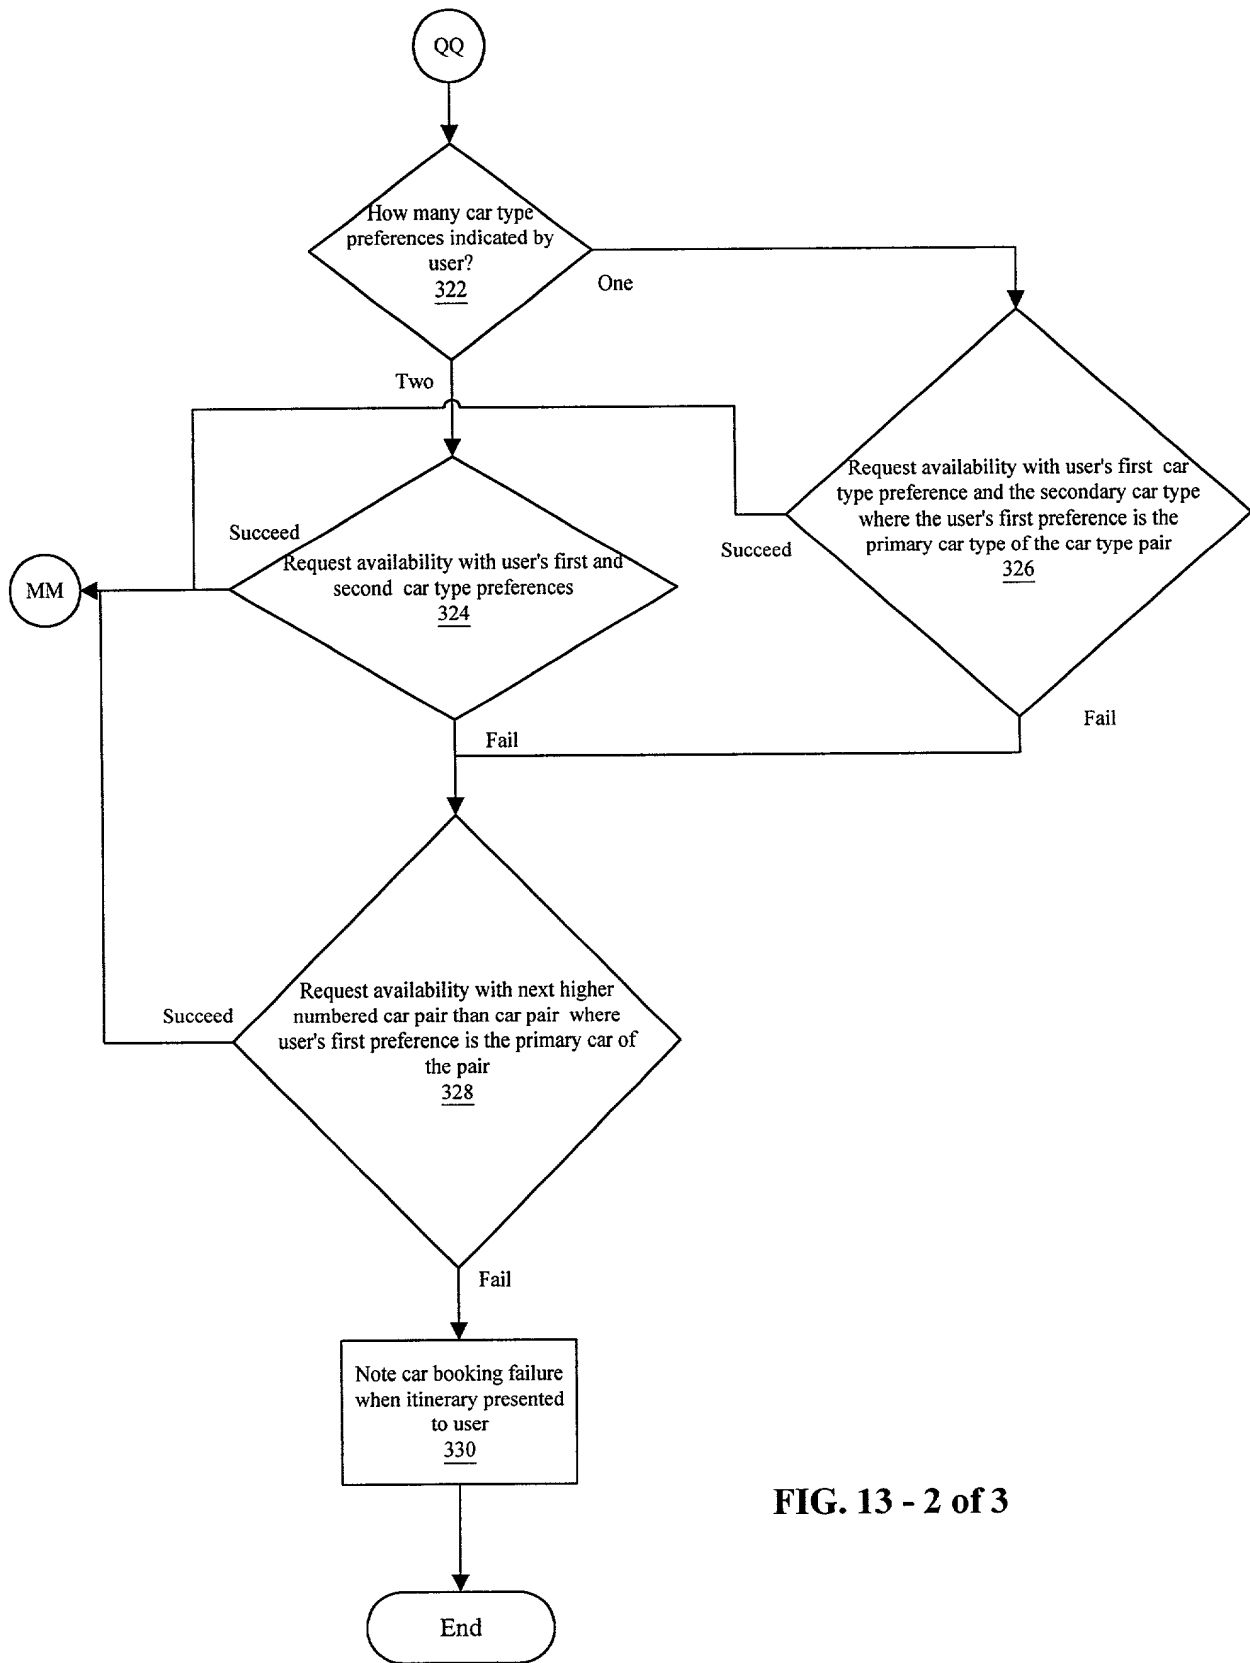 QQ
How many car type
preferences indicated by
user?
322
One
Two
Request availability with user's first car
type preference and the secondary car type
where the user's first preference is the
primary car type of the car type pair
326
Succeed
Succeed
Request availability with user's first and
second car type preferences
324
MM
Fail
Fail
Request availability with next higher
numbered car pair than car pair where
user's first preference is the primary car of
the pair
328
Succeed
Fail
Note car booking failure
when itinerary presented
to user
330
FIG. 13 - 2 of 3
End